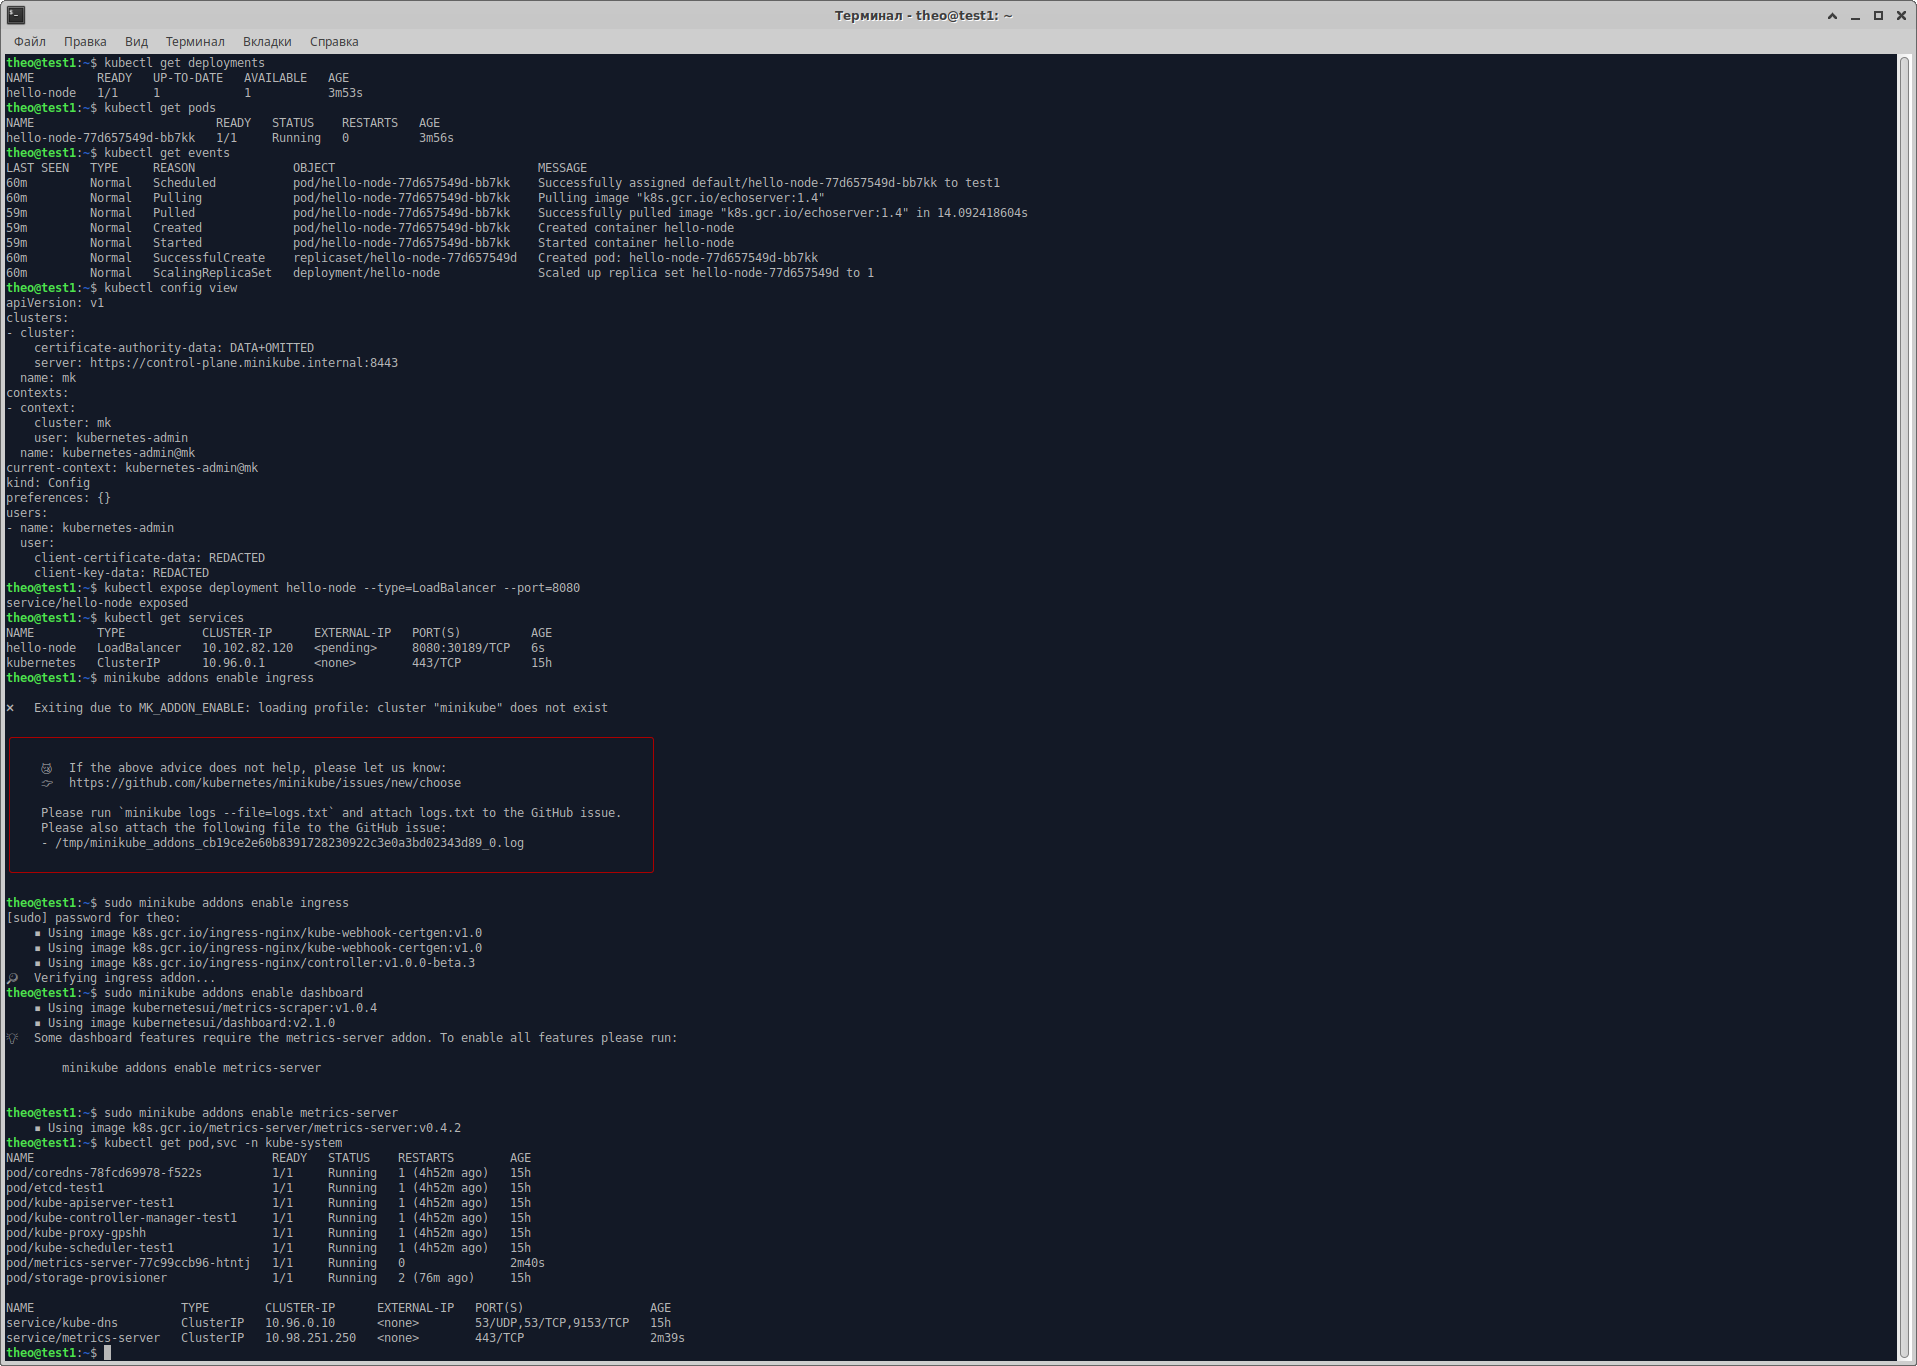 Терминал - theo@test1: ~
Файл Правка Вид Терминал Вкладки Справка
theo@test1:~$ kubectl get deployments
NAME         READY   UP-TO-DATE   AVAILABLE   AGE
hello-node   1/1     1            1           3m53s
theo@test1:~$ kubectl get pods
NAME                          READY   STATUS    RESTARTS   AGE
hello-node-77d657549d-bb7kk   1/1     Running   0          3m56s
theo@test1:~$ kubectl get events
LAST SEEN   TYPE     REASON              OBJECT                             MESSAGE
60m         Normal   Scheduled           pod/hello-node-77d657549d-bb7kk    Successfully assigned default/hello-node-77d657549d-bb7kk to test1
60m         Normal   Pulling             pod/hello-node-77d657549d-bb7kk    Pulling image "k8s.gcr.io/echoserver:1.4"
59m         Normal   Pulled              pod/hello-node-77d657549d-bb7kk    Successfully pulled image "k8s.gcr.io/echoserver:1.4" in 14.092418604s
59m         Normal   Created             pod/hello-node-77d657549d-bb7kk    Created container hello-node
59m         Normal   Started             pod/hello-node-77d657549d-bb7kk    Started container hello-node
60m         Normal   SuccessfulCreate    replicaset/hello-node-77d657549d   Created pod: hello-node-77d657549d-bb7kk
60m         Normal   ScalingReplicaSet   deployment/hello-node              Scaled up replica set hello-node-77d657549d to 1
theo@test1:~$ kubectl config view
apiVersion: v1
clusters:
- cluster:
    certificate-authority-data: DATA+OMITTED
    server: https://control-plane.minikube.internal:8443
  name: mk
contexts:
- context:
    cluster: mk
    user: kubernetes-admin
  name: kubernetes-admin@mk
current-context: kubernetes-admin@mk
kind: Config
preferences: {}
users:
- name: kubernetes-admin
  user:
    client-certificate-data: REDACTED
    client-key-data: REDACTED
theo@test1:~$ kubectl expose deployment hello-node --type=LoadBalancer --port=8080
service/hello-node exposed
theo@test1:~$ kubectl get services
NAME         TYPE           CLUSTER-IP      EXTERNAL-IP   PORT(S)          AGE
hello-node   LoadBalancer   10.102.82.120   <pending>     8080:30189/TCP   6s
kubernetes   ClusterIP      10.96.0.1       <none>        443/TCP          15h
theo@test1:~$ minikube addons enable ingress
❌   Exiting due to MK_ADDON_ENABLE: loading profile: cluster "minikube" does not exist
😿  If the above advice does not help, please let us know:
👉  https://github.com/kubernetes/minikube/issues/new/choose
Please run `minikube logs --file=logs.txt` and attach logs.txt to the GitHub issue.
Please also attach the following file to the GitHub issue:
- /tmp/minikube_addons_cb19ce2e60b8391728230922c3e0a3bd02343d89_0.log
theo@test1:~$ sudo minikube addons enable ingress
[sudo] password for theo:
    ▪ Using image k8s.gcr.io/ingress-nginx/kube-webhook-certgen:v1.0
    ▪ Using image k8s.gcr.io/ingress-nginx/kube-webhook-certgen:v1.0
    ▪ Using image k8s.gcr.io/ingress-nginx/controller:v1.0.0-beta.3
🔎  Verifying ingress addon...
theo@test1:~$ sudo minikube addons enable dashboard
    ▪ Using image kubernetesui/metrics-scraper:v1.0.4
    ▪ Using image kubernetesui/dashboard:v2.1.0
💡  Some dashboard features require the metrics-server addon. To enable all features please run:
        minikube addons enable metrics-server
theo@test1:~$ sudo minikube addons enable metrics-server
    ▪ Using image k8s.gcr.io/metrics-server/metrics-server:v0.4.2
theo@test1:~$ kubectl get pod,svc -n kube-system
NAME                                  READY   STATUS    RESTARTS        AGE
pod/coredns-78fcd69978-f522s          1/1     Running   1 (4h52m ago)   15h
pod/etcd-test1                        1/1     Running   1 (4h52m ago)   15h
pod/kube-apiserver-test1              1/1     Running   1 (4h52m ago)   15h
pod/kube-controller-manager-test1     1/1     Running   1 (4h52m ago)   15h
pod/kube-proxy-gpshh                  1/1     Running   1 (4h52m ago)   15h
pod/kube-scheduler-test1              1/1     Running   1 (4h52m ago)   15h
pod/metrics-server-77c99ccb96-htntj   1/1     Running   0               2m40s
pod/storage-provisioner               1/1     Running   2 (76m ago)     15h
NAME                     TYPE        CLUSTER-IP      EXTERNAL-IP   PORT(S)                  AGE
service/kube-dns         ClusterIP   10.96.0.10      <none>        53/UDP,53/TCP,9153/TCP   15h
service/metrics-server   ClusterIP   10.98.251.250   <none>        443/TCP                  2m39s
theo@test1:~$